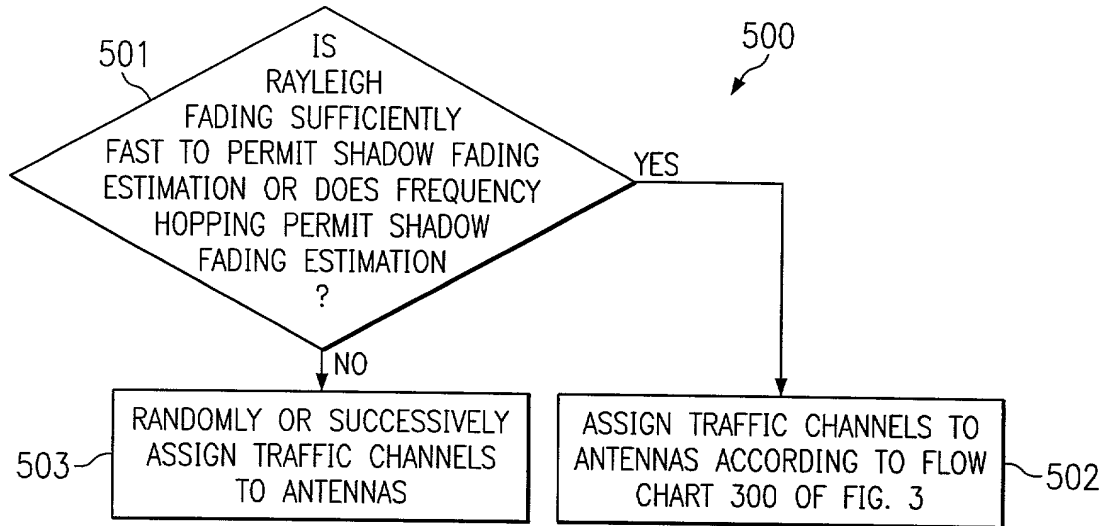 501
500
IS
RAYLEIGH
FADING SUFFICIENTLY
FAST TO PERMIT SHADOW FADING
ESTIMATION OR DOES FREQUENCY
HOPPING PERMIT SHADOW
FADING ESTIMATION
?
YES
NO
503
RANDOMLY OR SUCCESSIVELY
ASSIGN TRAFFIC CHANNELS
TO ANTENNAS
ASSIGN TRAFFIC CHANNELS TO
ANTENNAS ACCORDING TO FLOW
CHART 300 OF FIG. 3
502